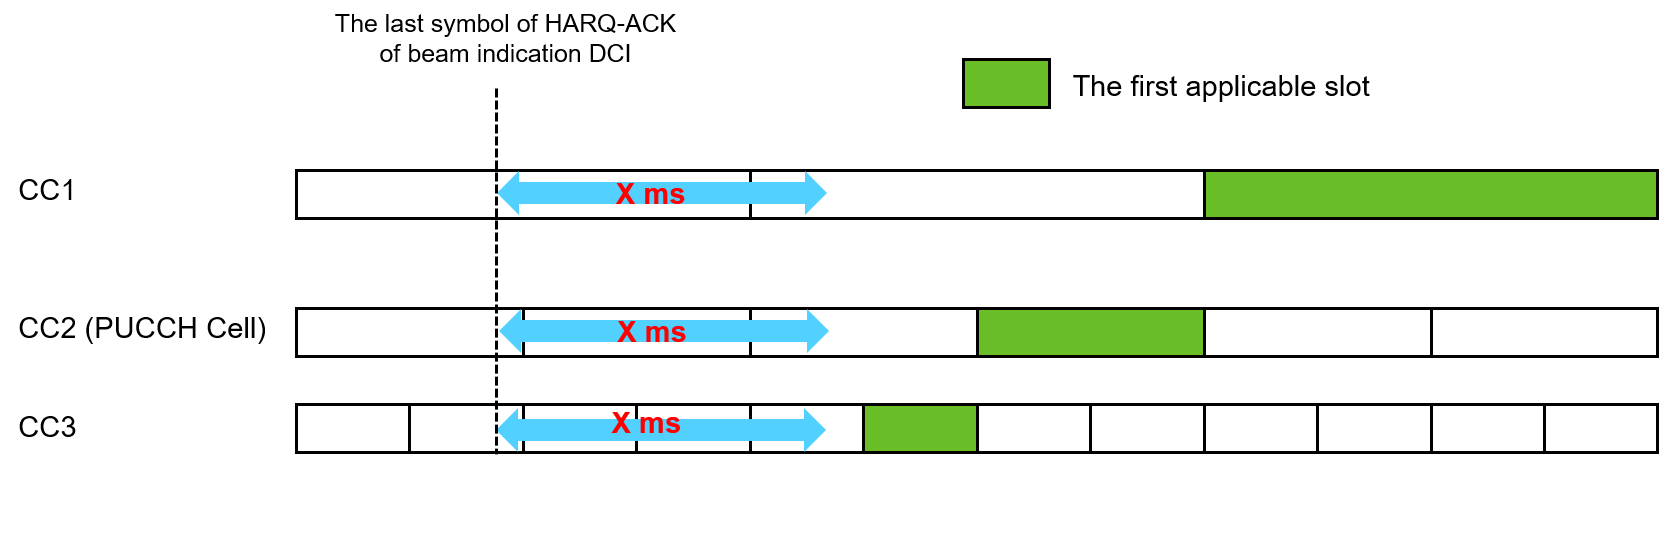 The last symbol of HARQ-ACK
of beam indication DCI
The first applicable slot
CC1
X ms
CC2 (PUCCH Cell)
X ms
CC3
X ms